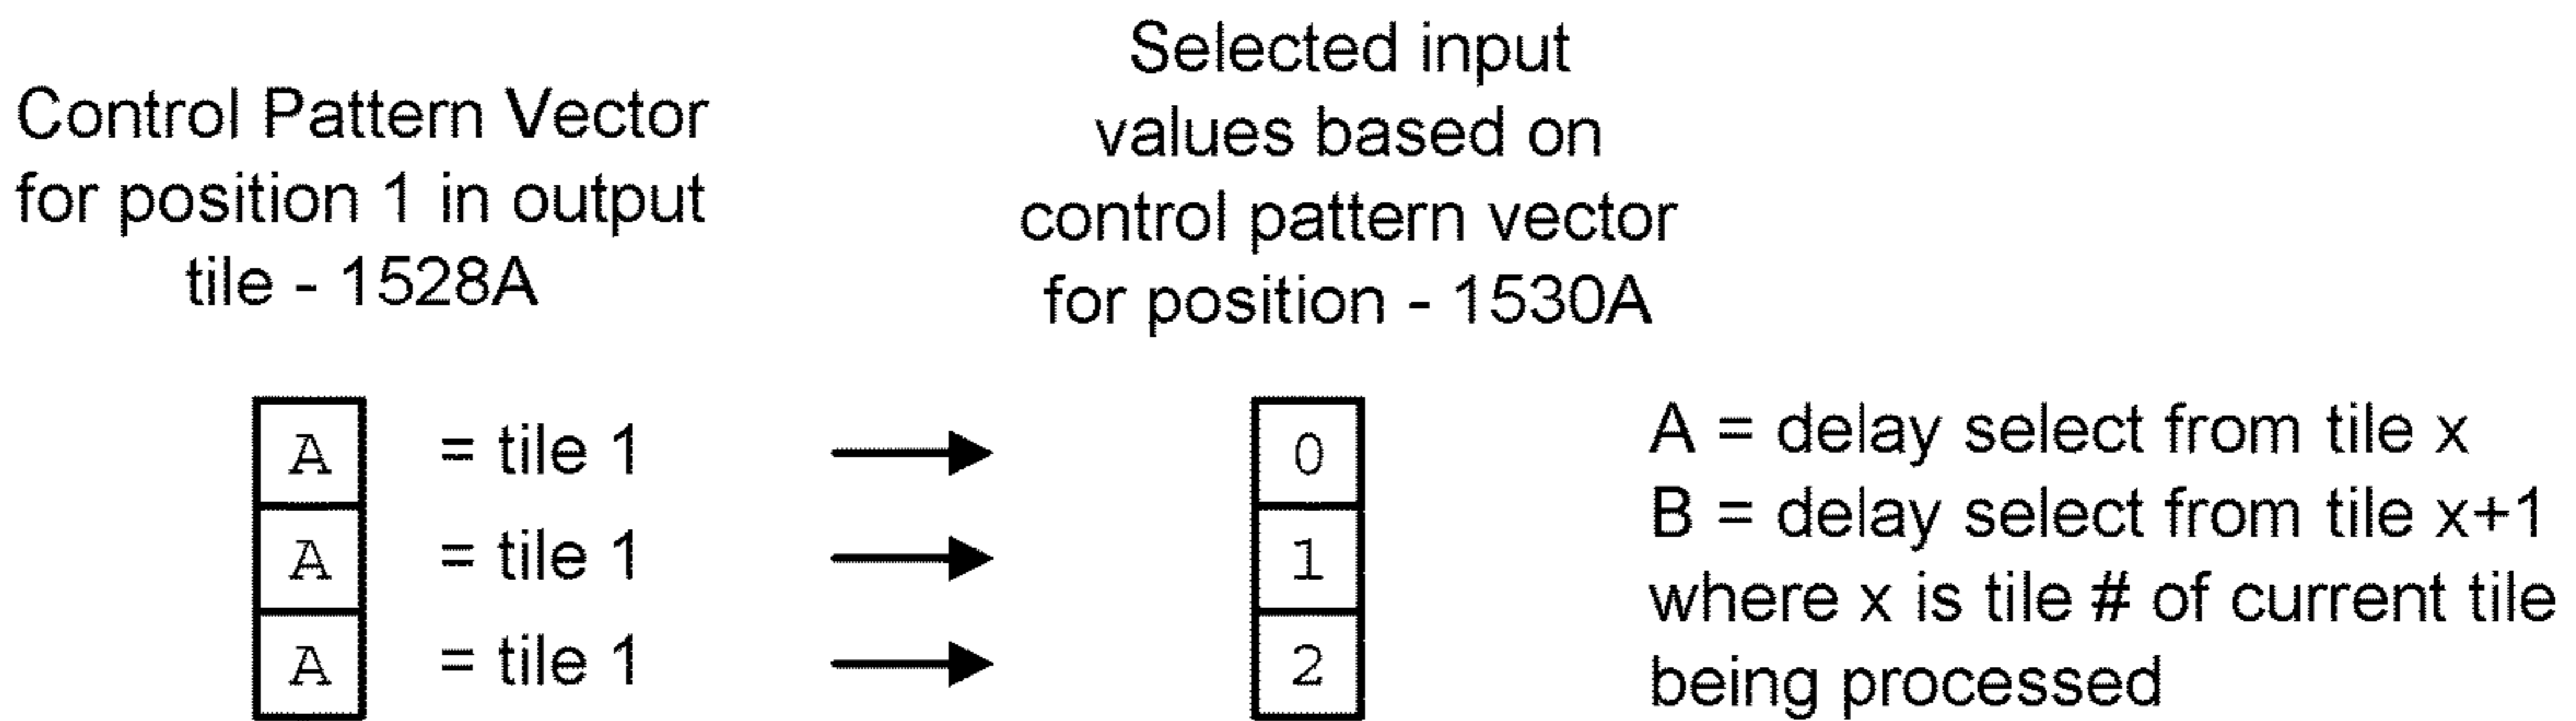 Control Pattern Vector
for position 1 in output
tile - 1528A
Selected input
values based on
control pattern vector
for position - 1530A
A = tile 1
0
A = tile 1
1
A = tile 1
2
A = delay select from tile x
B = delay select from tile x+1
where x is tile # of current tile
being processed